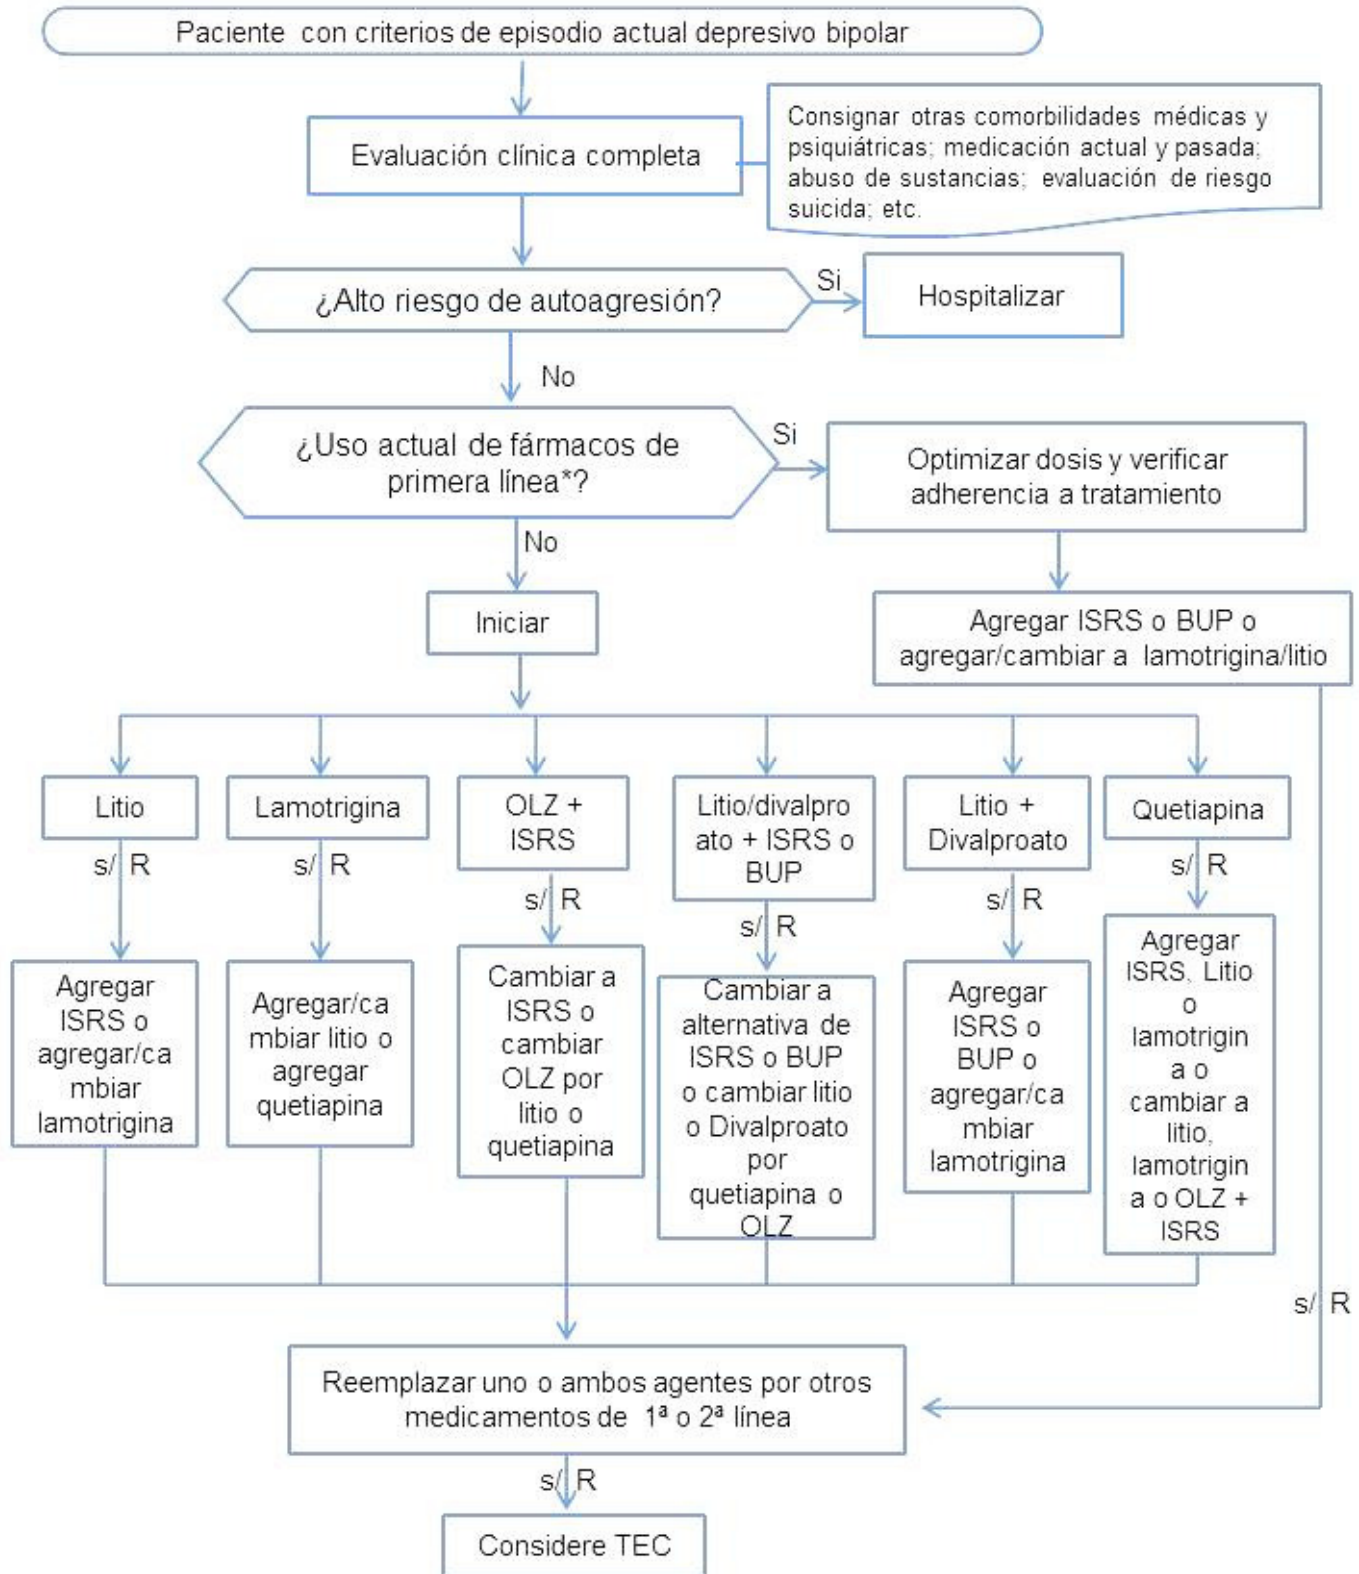 Paciente con criterios de episodio actual depresivo bipolar
Evaluación clínica completa
Consignar otras comorbilidades médicas y
psiquiátricas; medicación actual y pasada;
abuso de sustancias; evaluación de riesgo
suicida; etc.
¿Alto riesgo de autoagresión?
Si
Hospitalizar
No
¿Uso actual de fármacos de
primera línea*?
Si
Optimizar dosis y verificar
adherencia a tratamiento
No
Iniciar
Agregar ISRS o BUP o
agregar/cambiar a lamotrigina/litio
Litio
Lamotrigina
OLZ +
ISRS
Litio/divalpro
ato + ISRS o
BUP
Litio +
Divalproato
Quetiapina
s/ R
s/ R
s/ R
s/ R
s/ R
s/ R
Agregar
ISRS o
agregar/ca
mbiar
lamotrigina
Agregar/ca
mbiar litio o
agregar
quetiapina
Cambiar a
ISRS o
cambiar
OLZ por
litio o
quetiapina
Cambiar a
alternativa de
ISRS o BUP
o cambiar litio
o Divalproato
por
quetiapina o
OLZ
Agregar
ISRS o
BUP o
agregar/ca
mbiar
lamotrigina
Agregar
ISRS, Litio
o
lamotrigin
a o
cambiar a
litio,
lamotrigin
a o OLZ +
ISRS
s/ R
Reemplazar uno o ambos agentes por otros
medicamentos de 1ª o 2ª línea
s/ R
Considere TEC